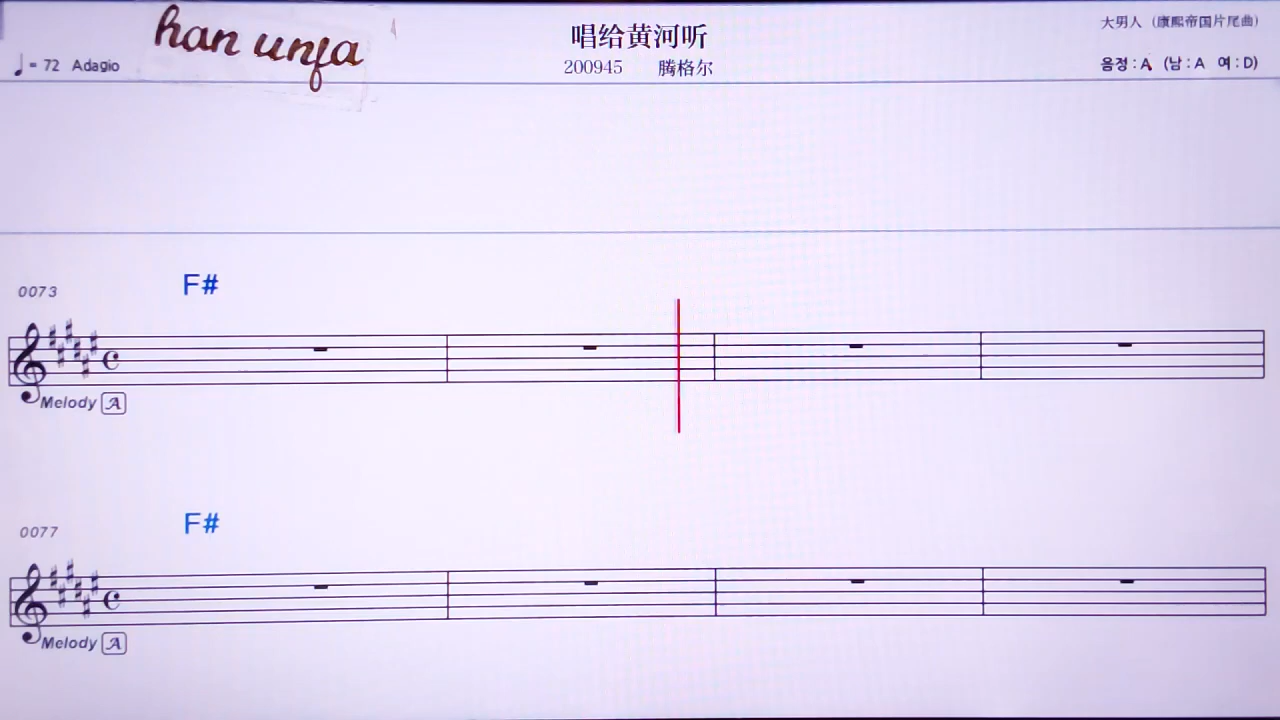 han unfa
唱给黄河听
大男人 (康熙帝国片尾曲)
♩= 72 Adagio
200945 腾格尔
음정 : A (남 : A 여 : D)
0073
F#
Melody A
0077
F#
Melody A